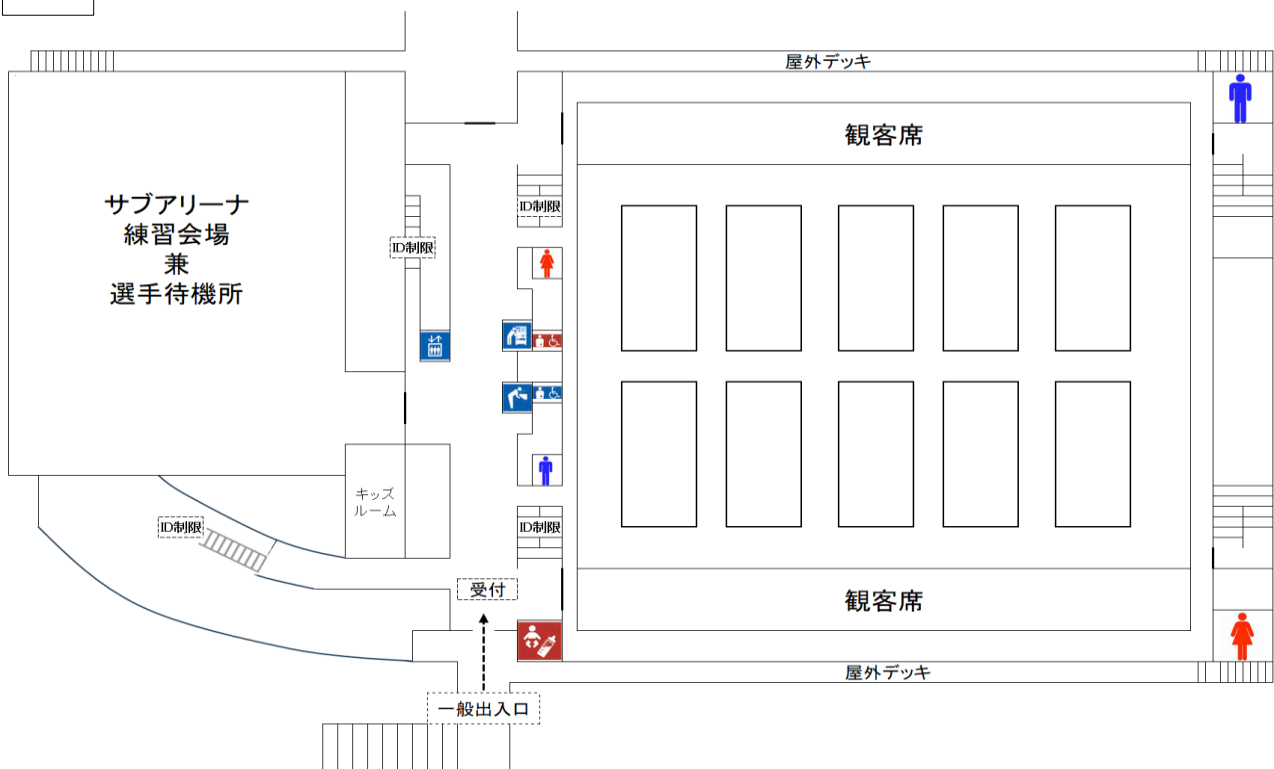 屋外デッキ
観客席
サブアリーナ
練習会場
兼
選手待機所
ID制限
ID制限
キッズ
ルーム
ID制限
ID制限
受付
観客席
屋外デッキ
一般出入口